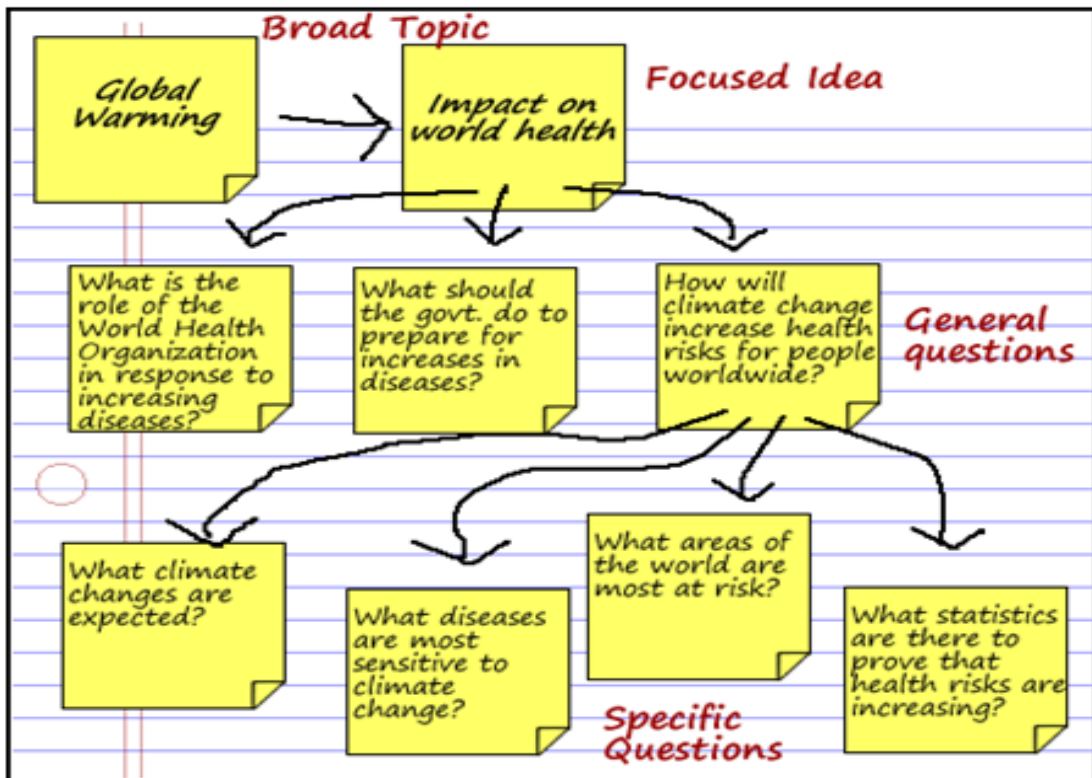 Broad Topic
Global
Warming
Impact on
world health
Focused Idea
What is the
role of the
World Health
Organization
in response to
increasing
diseases?
What should
the govt. do to
prepare for
increases in
diseases?
How will
climate change
increase health
risks for people
worldwide?
General
questions
What climate
changes are
expected?
What diseases
are most
sensitive to
climate
change?
What areas of
the world are
most at risk?
What statistics
are there to
prove that
health risks are
increasing?
Specific
Questions